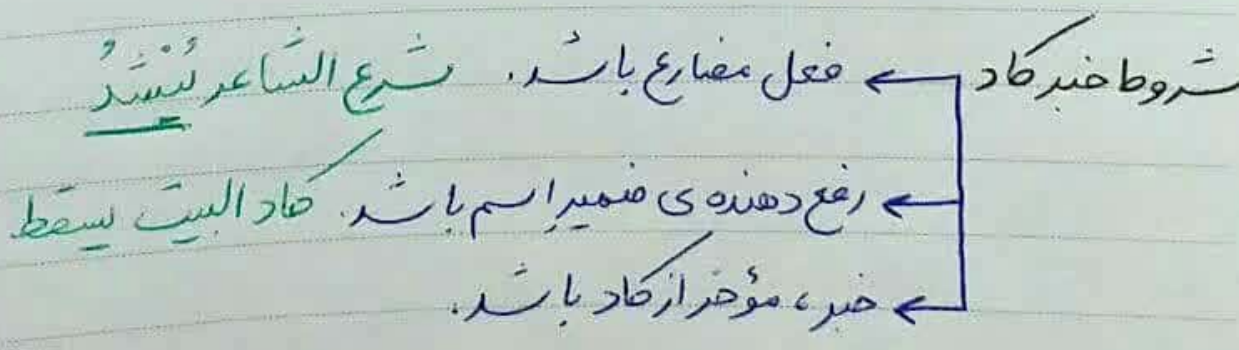 شروط خبر کاد ← فعل مضارع باشد. شرع الشاعر یُنْشَدُ
← رفع دهنده ی ضمیرِ اسم باشد. کاد البیت یسقط
← خبر، مؤخر از کاد باشد.